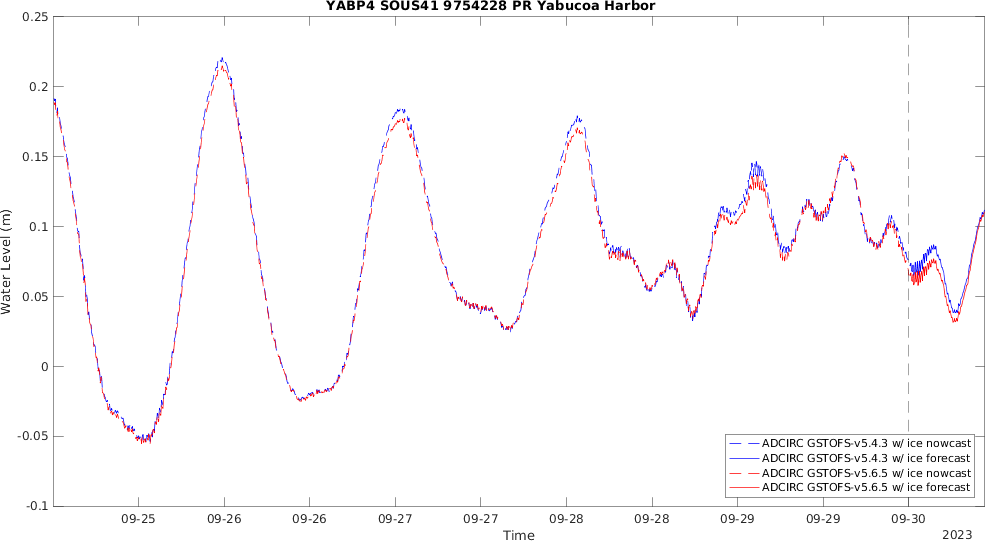 YABP4 SOUS41 9754228 PR Yabucoa Harbor
0.25
0.2
0.15
0.1
0.05
0
-0.05
-0.1
Water Level (m)
09-25 09-26 09-26 09-27 09-27 09-28 09-28 09-29 09-29 09-30
Time
2023
ADCIRC GSTOFS-v5.4.3 w/ ice nowcast
ADCIRC GSTOFS-v5.4.3 w/ ice forecast
ADCIRC GSTOFS-v5.6.5 w/ ice nowcast
ADCIRC GSTOFS-v5.6.5 w/ ice forecast